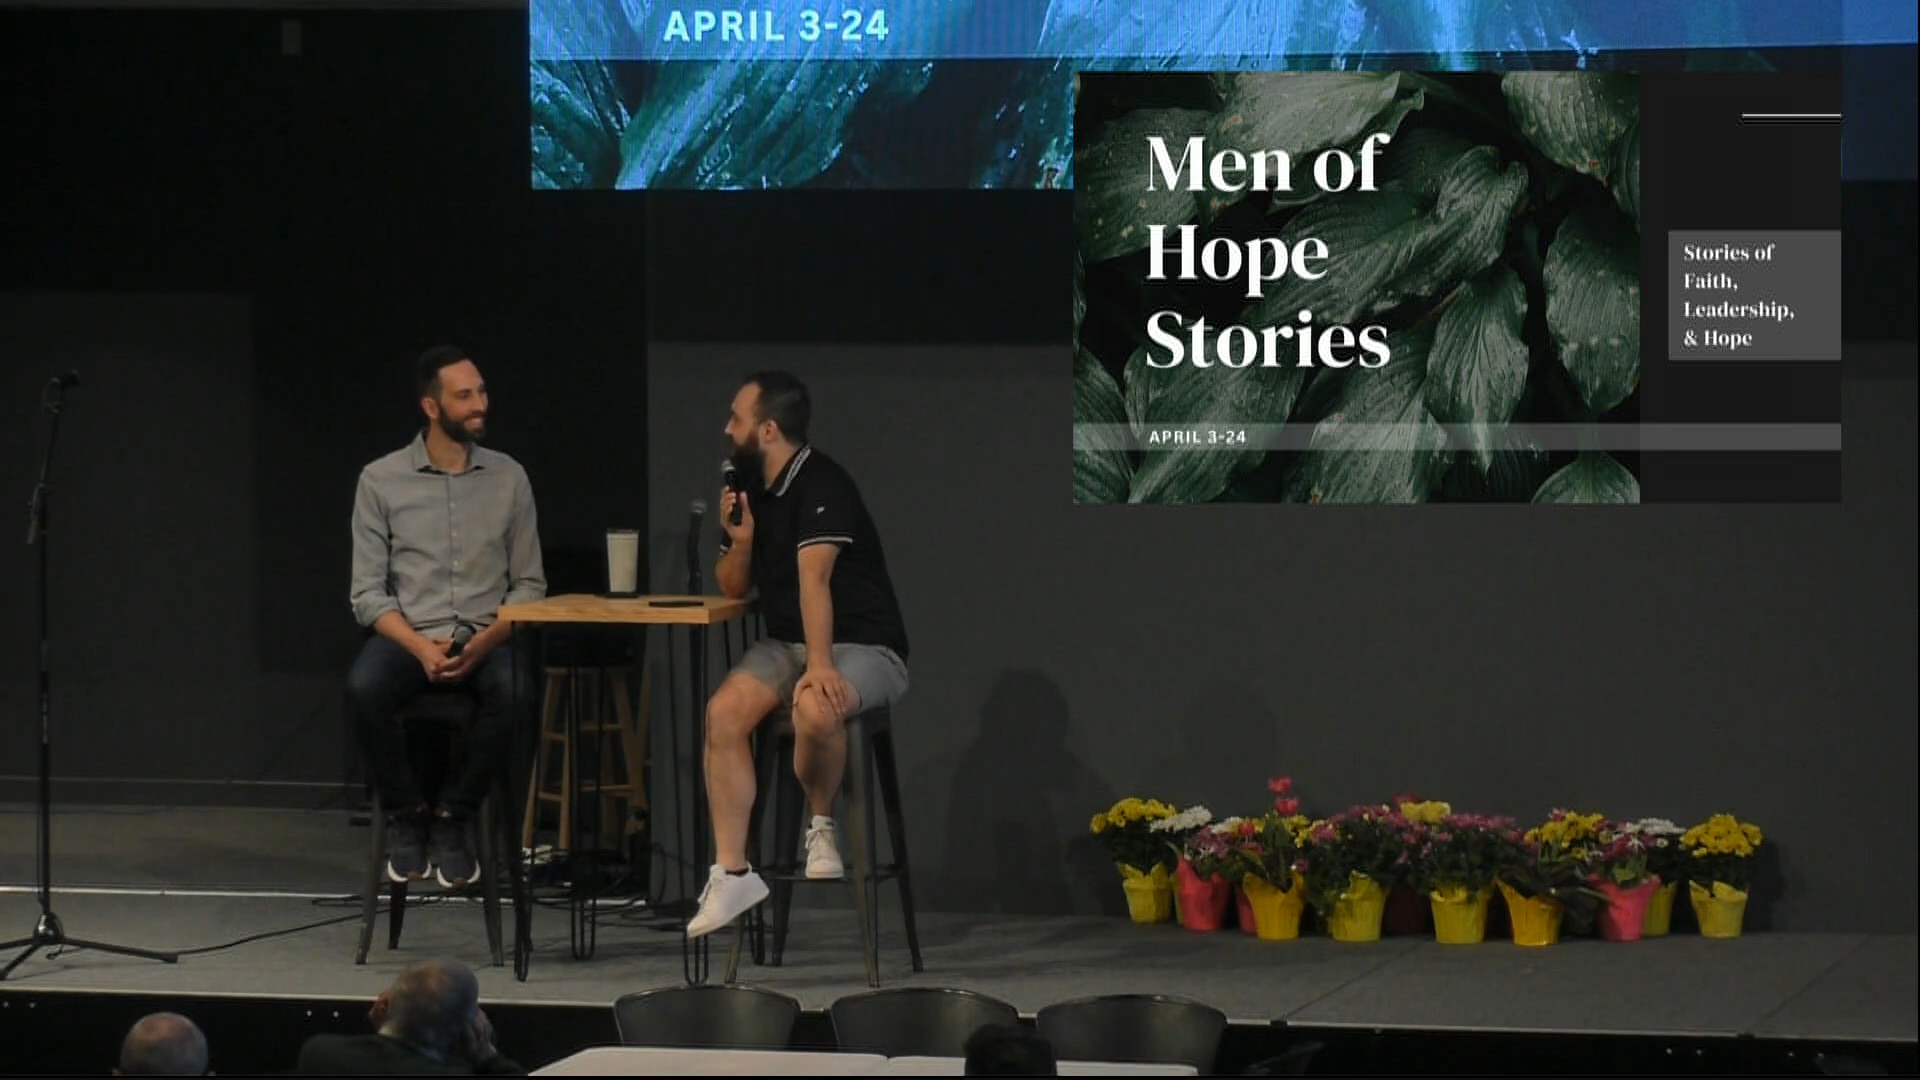 APRIL 3-24
Men of
Hope
Stories
APRIL 3-24
Stories of
Faith,
Leadership,
& Hope